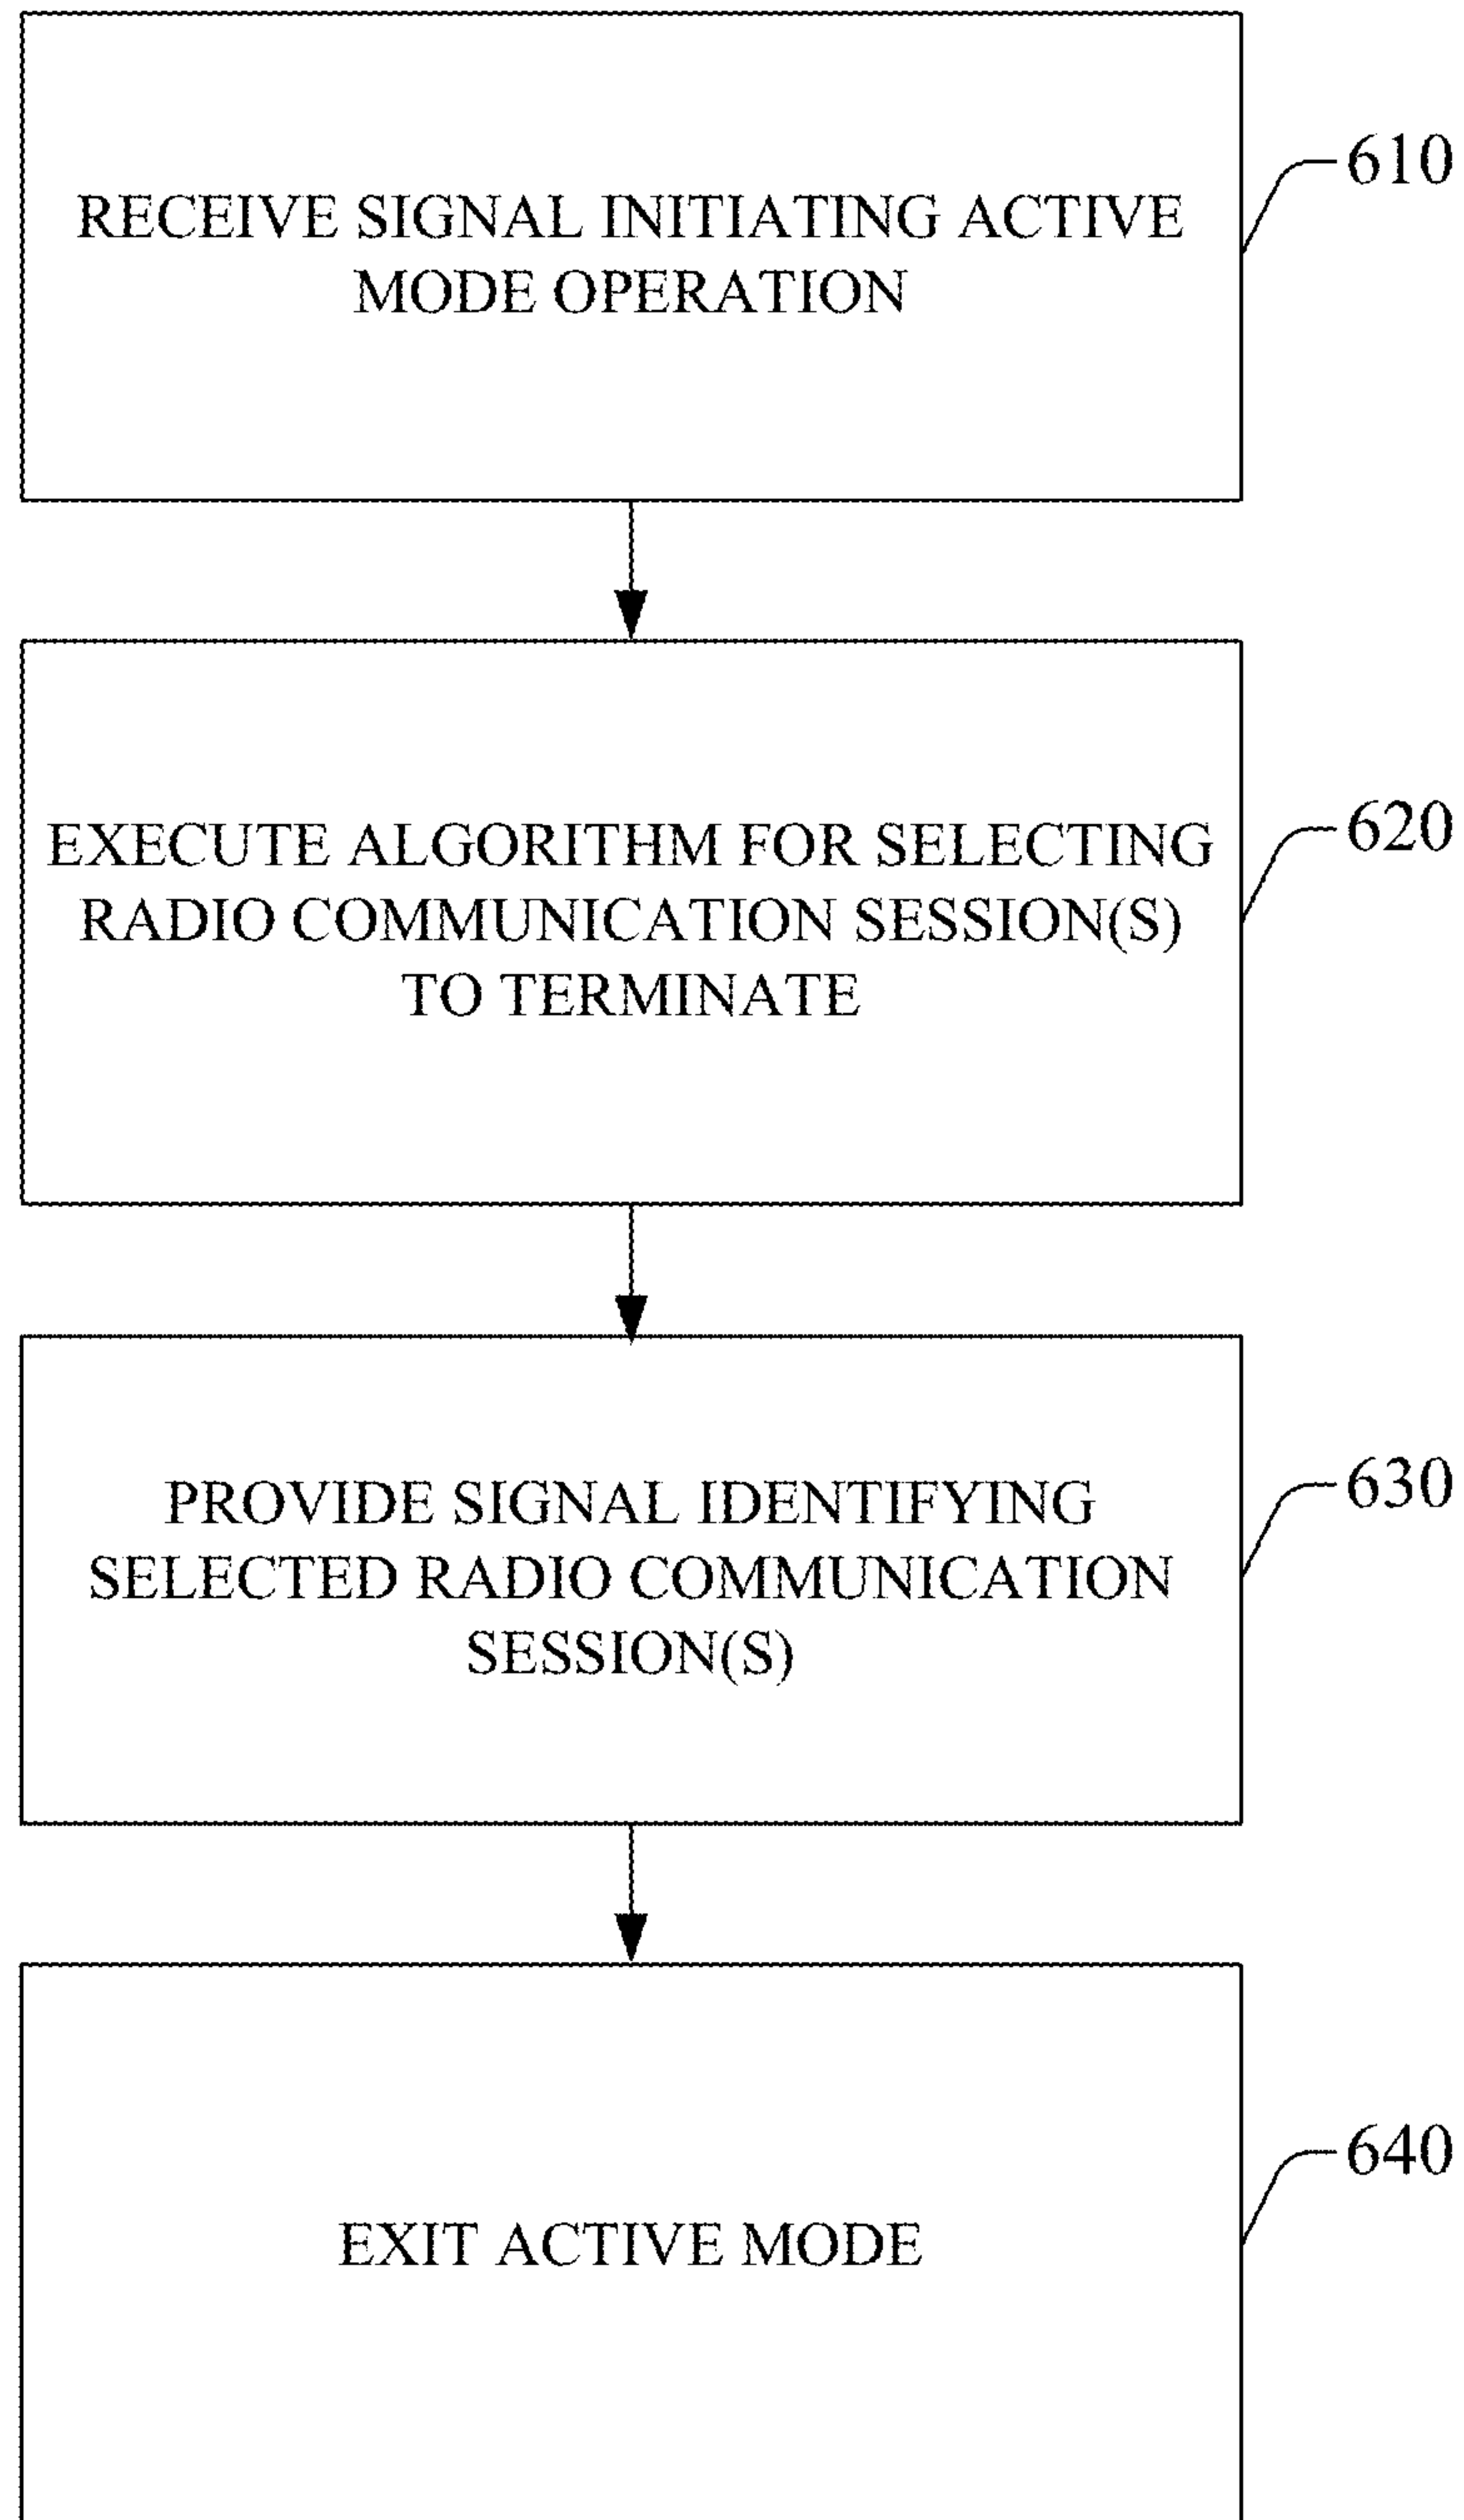 610
RECEIVE SIGNAL INITIATING ACTIVE
MODE OPERATION
620
EXECUTE ALGORITHM FOR SELECTING
RADIO COMMUNICATION SESSION(S)
TO TERMINATE
630
PROVIDE SIGNAL IDENTIFYING
SELECTED RADIO COMMUNICATION
SESSION(S)
640
EXIT ACTIVE MODE